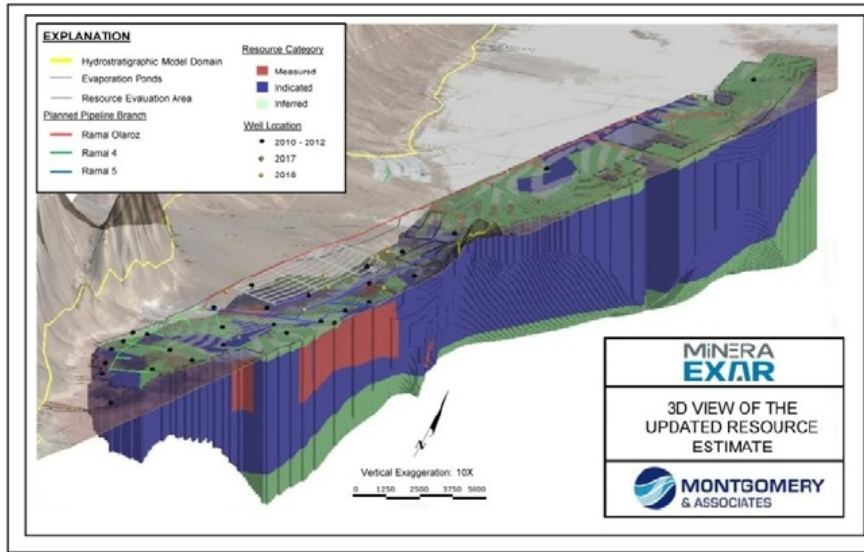 EXPLANATION
Hydrostratigraphic Model Domain
Evaporation Ponds
Resource Evaluation Area
Planned Pipeline Branch
Ramal Olaroz
Ramal 4
Ramal 5
Resource Category
Measured
Indicated
Inferred
Well Location
2010 - 2012
2017
2018
N
Vertical Exaggeration: 10X
0 1250 2500 3750 5000
MINERA
EXAR
3D VIEW OF THE
UPDATED RESOURCE
ESTIMATE
MONTGOMERY
& ASSOCIATES